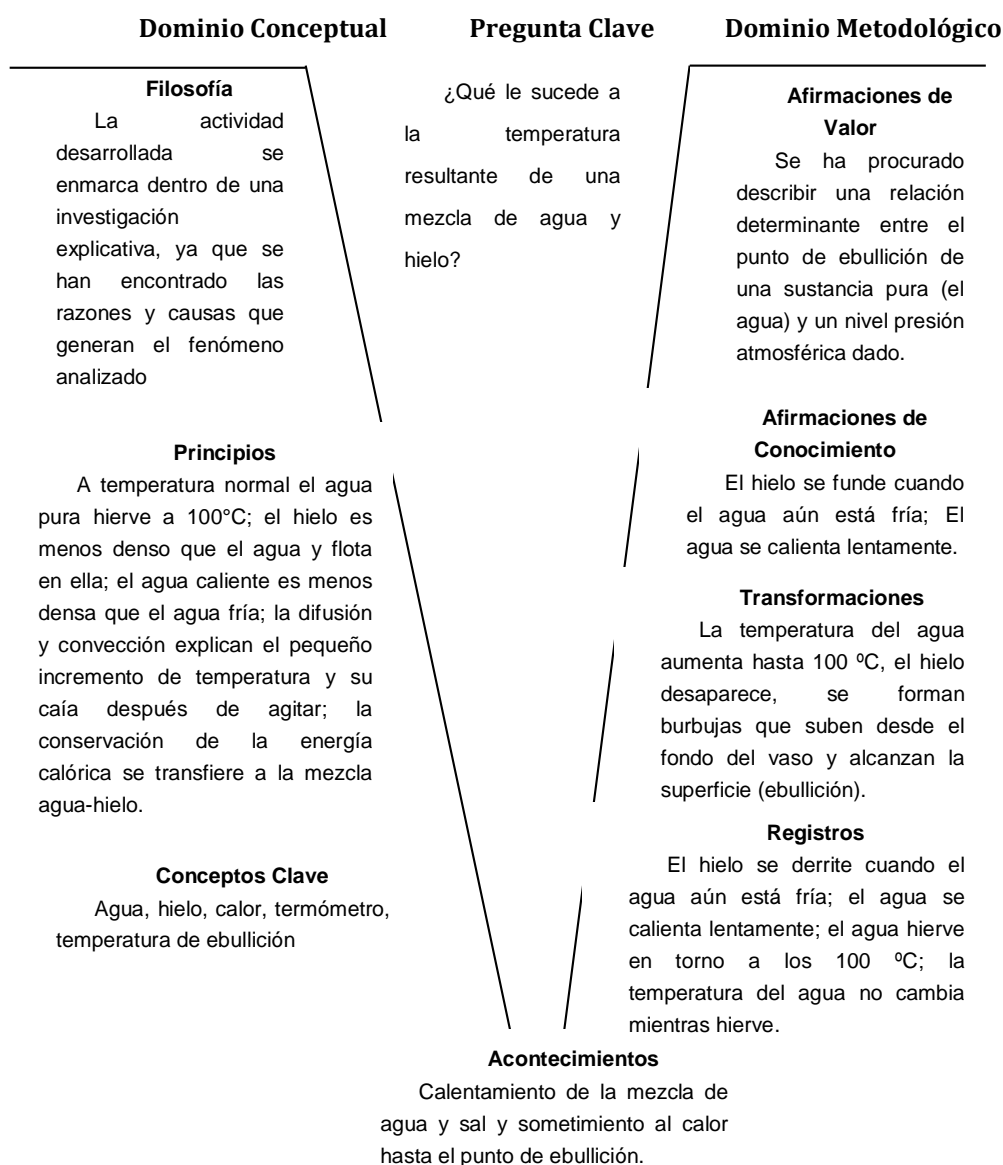 Dominio Conceptual
Pregunta Clave
Dominio Metodológico
Filosofía
La actividad
desarrollada se
enmarca dentro de una
investigación
explicativa, ya que se
han encontrado las
razones y causas que
generan el fenómeno
analizado
Principios
A temperatura normal el agua
pura hierve a 100°C; el hielo es
menos denso que el agua y flota
en ella; el agua caliente es menos
densa que el agua fría; la difusión
y convección explican el pequeño
incremento de temperatura y su
caía después de agitar; la
conservación de la energía
calórica se transfiere a la mezcla
agua-hielo.
Conceptos Clave
Agua, hielo, calor, termómetro,
temperatura de ebullición
¿Qué le sucede a
la temperatura
resultante de una
mezcla de agua y
hielo?
Afirmaciones de
Valor
Se ha procurado
describir una relación
determinante entre el
punto de ebullición de
una sustancia pura (el
agua) y un nivel presión
atmosférica dado.
Afirmaciones de
Conocimiento
El hielo se funde cuando
el agua aún está fría; El
agua se calienta lentamente.
Transformaciones
La temperatura del agua
aumenta hasta 100 ºC, el hielo
desaparece, se forman
burbujas que suben desde el
fondo del vaso y alcanzan la
superficie (ebullición).
Registros
El hielo se derrite cuando el
agua aún está fría; el agua se
calienta lentamente; el agua hierve
en torno a los 100 ºC; la
temperatura del agua no cambia
mientras hierve.
Acontecimientos
Calentamiento de la mezcla de
agua y sal y sometimiento al calor
hasta el punto de ebullición.